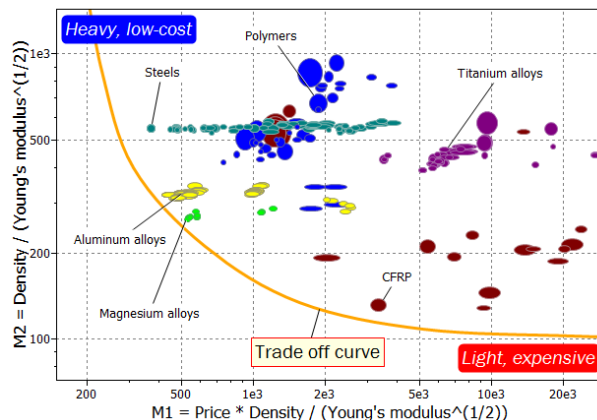 Heavy, low-cost
Polymers
Steels
Titanium alloys
Aluminum alloys
Magnesium alloys
CFRP
Trade off curve
Light, expensive
M2 = Density / (Young's modulus^(1/2))
1e3
500
200
100
200
500
1e3
2e3
5e3
10e3
20e3
M1 = Price * Density / (Young's modulus^(1/2))